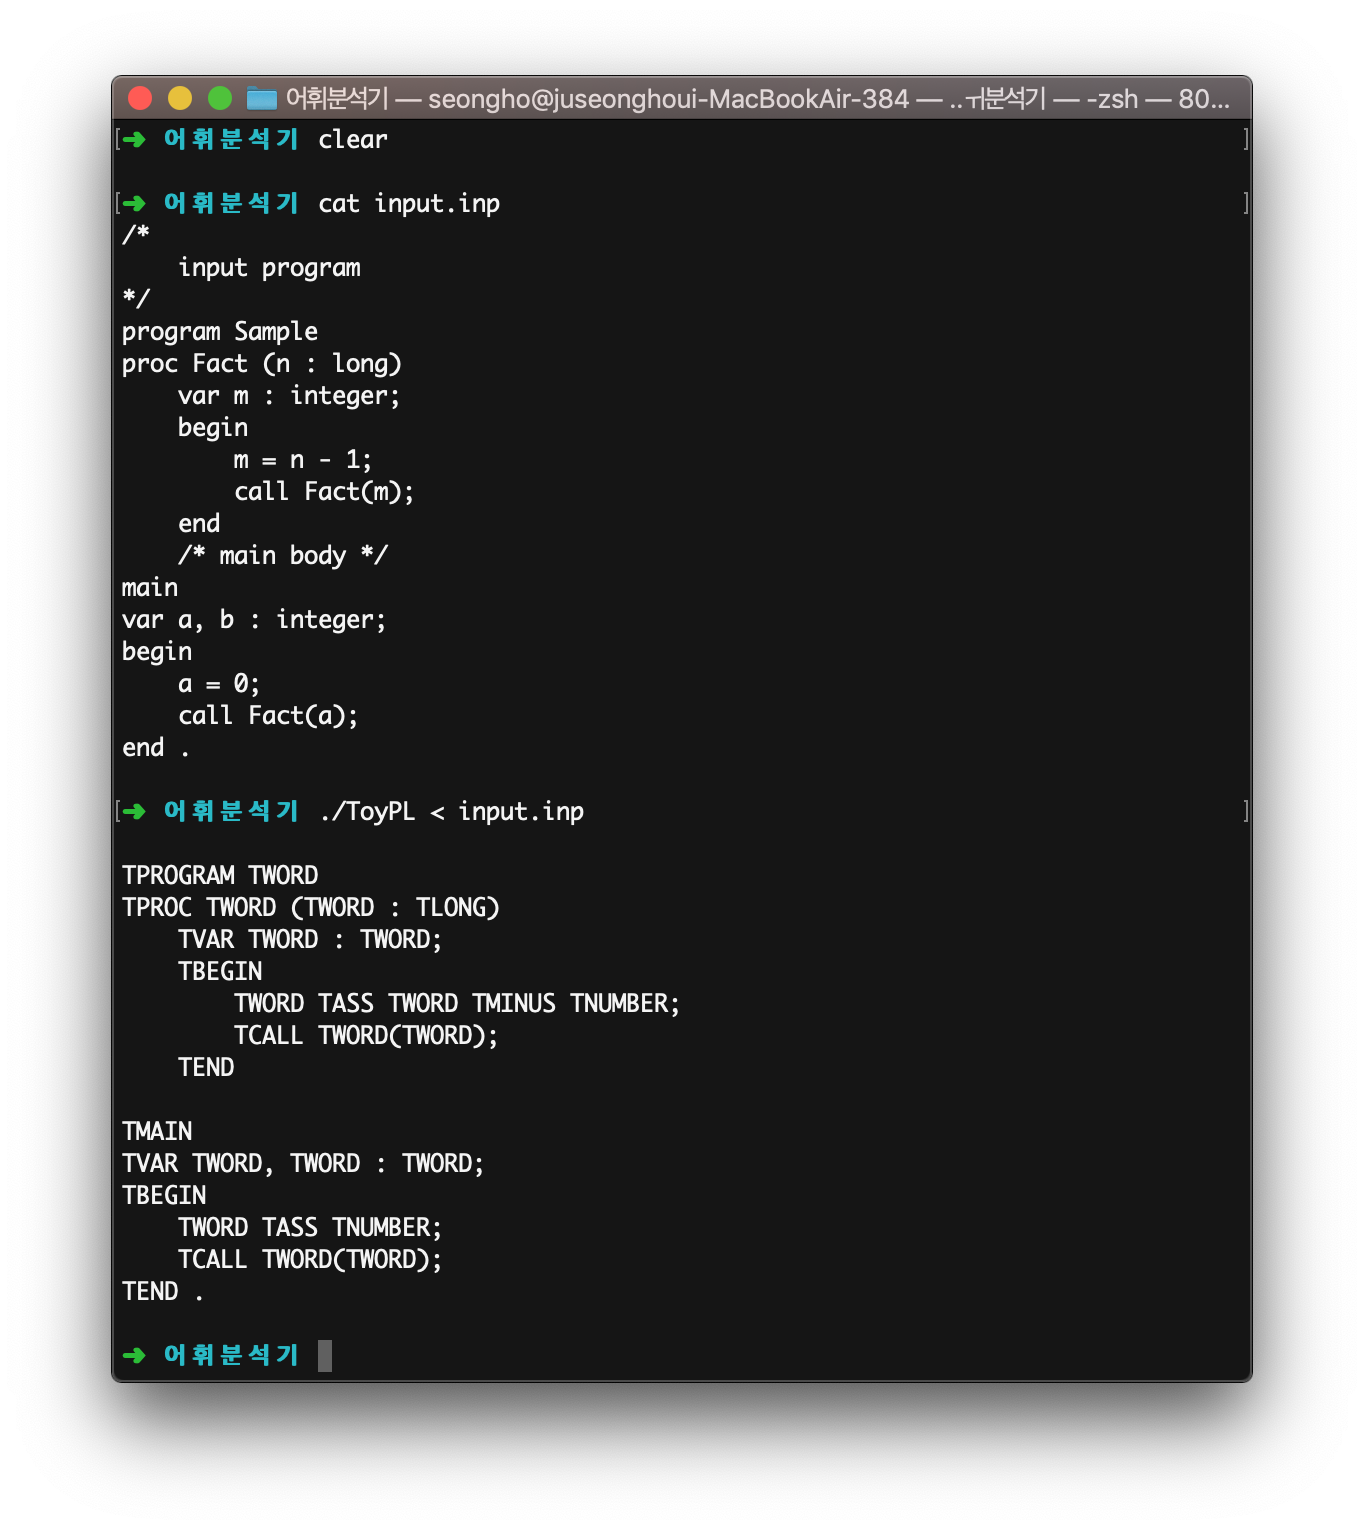 어휘분석기 — seongho@juseonghoui-MacBookAir-384 — ..ㅟ분석기 — -zsh — 80...
[➜ 어휘분석기 clear ]
[➜ 어휘분석기 cat input.inp ]
/*
    input program
*/
program Sample
proc Fact (n : long)
    var m : integer;
    begin
        m = n - 1;
        call Fact(m);
    end
    /* main body */
main
var a, b : integer;
begin
    a = 0;
    call Fact(a);
end .
[➜ 어휘분석기 ./ToyPL < input.inp ]
TPROGRAM TWORD
TPROC TWORD (TWORD : TLONG)
    TVAR TWORD : TWORD;
    TBEGIN
        TWORD TASS TWORD TMINUS TNUMBER;
        TCALL TWORD(TWORD);
    TEND
TMAIN
TVAR TWORD, TWORD : TWORD;
TBEGIN
    TWORD TASS TNUMBER;
    TCALL TWORD(TWORD);
TEND .
➜ 어휘분석기